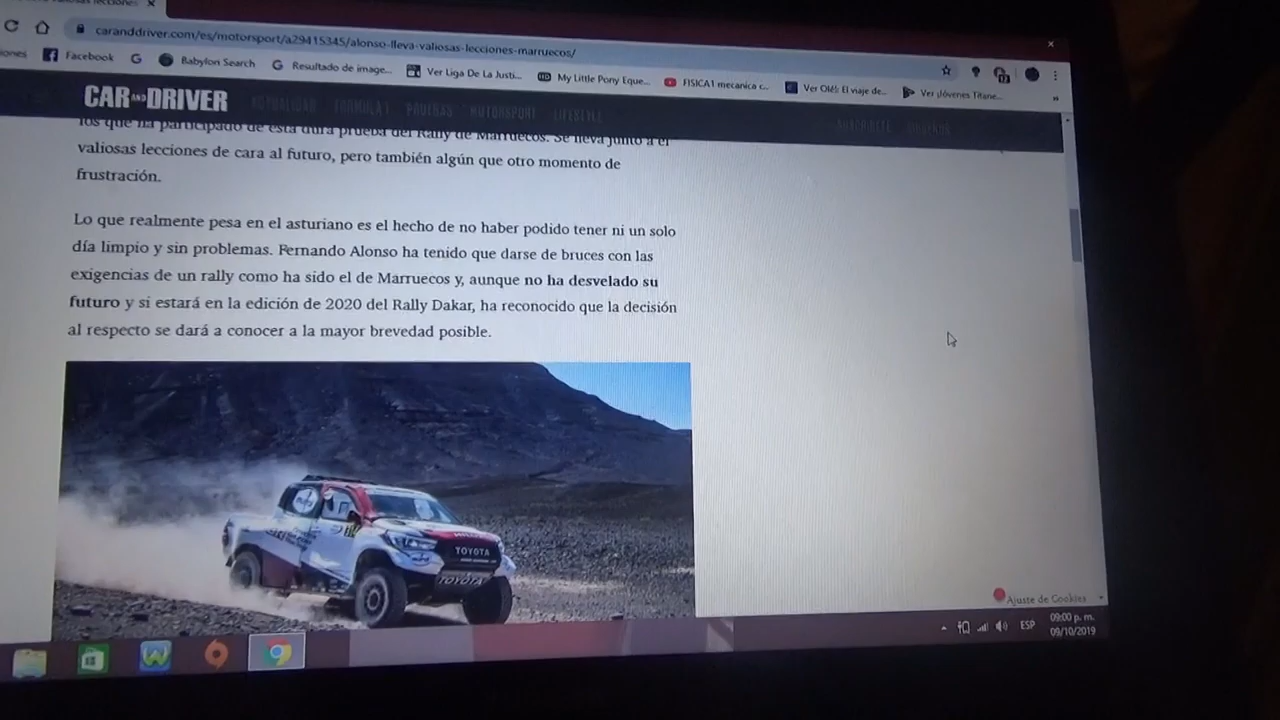 caranddriver.com/es/motorsport/a29415345/alonso-lleva-valiosas-lecciones-marruecos/
Facebook
Babylon Search
Resultado de image...
Ver Liga De La Justi...
My Little Pony Eque...
FISICA1 mecanica c...
Ver Olé!: El viaje de...
Ver ¡Jóvenes Titane...
CAR AND DRIVER
ACTUALIDAD FÓRMULA 1 PRUEBAS MOTORSPORT LIFESTYLE
los que ha participado de esta dura prueba del Rally de Marruecos. Se lleva junto a él
valiosas lecciones de cara al futuro, pero también algún que otro momento de
frustración.
Lo que realmente pesa en el asturiano es el hecho de no haber podido tener ni un solo
día limpio y sin problemas. Fernando Alonso ha tenido que darse de bruces con las
exigencias de un rally como ha sido el de Marruecos y, aunque no ha desvelado su
futuro y si estará en la edición de 2020 del Rally Dakar, ha reconocido que la decisión
al respecto se dará a conocer a la mayor brevedad posible.
TOYOTA
TOYOTA
Ajuste de Cookies
ESP
09:00 p. m.
09/10/2019